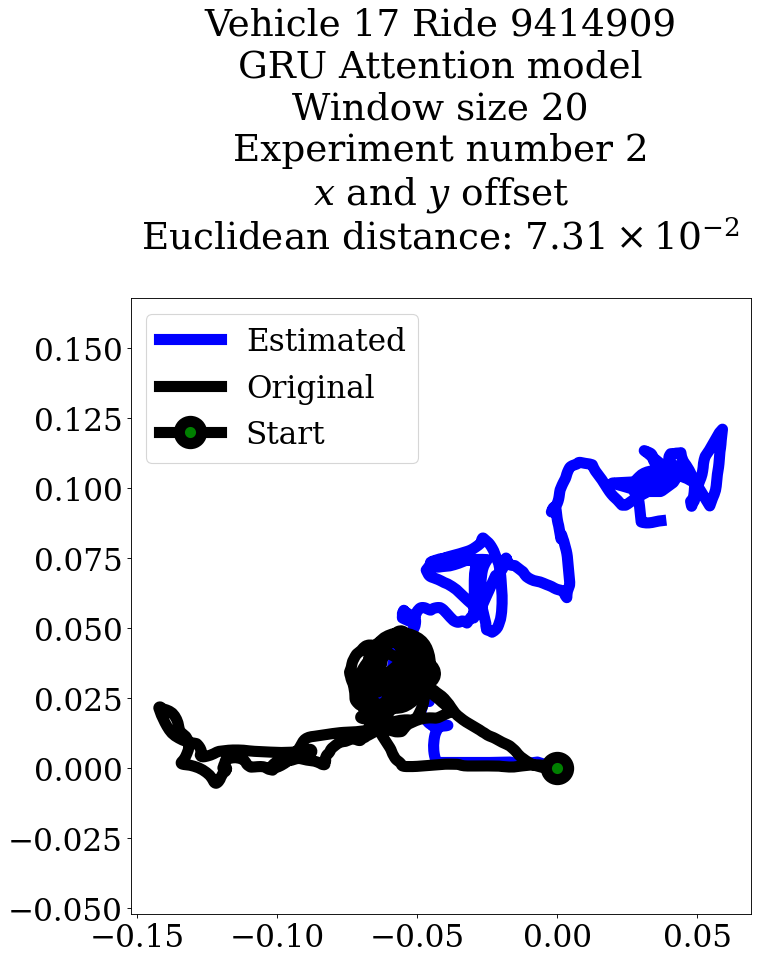 Vehicle 17 Ride 9414909
GRU Attention model
Window size 20
Experiment number 2
x and y offset
Euclidean distance: 7.31 × 10⁻²
Estimated
Original
Start
0.150
0.125
0.100
0.075
0.050
0.025
0.000
−0.025
−0.050
−0.15 −0.10 −0.05 0.00 0.05